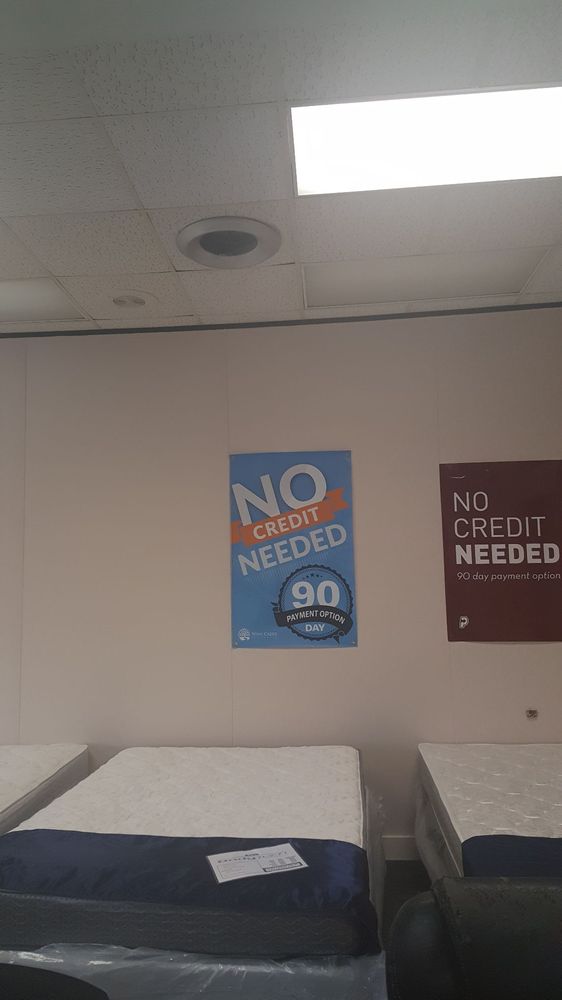 NO
CREDIT
NEEDED
90
PAYMENT OPTION
DAY
NO
CREDIT
NEEDED
90 day payment option